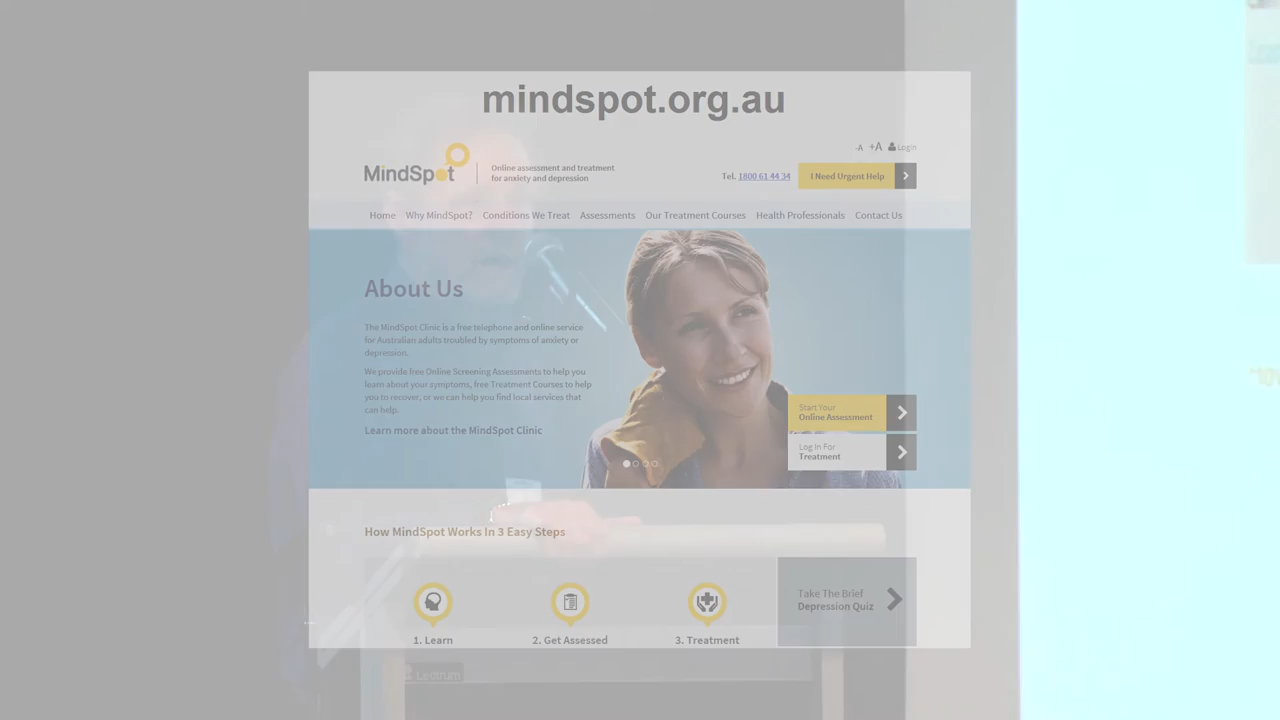 mindspot.org.au
-A +A Login
MindSpot
Online assessment and treatment
for anxiety and depression
Tel. 1800 61 44 34
I Need Urgent Help
Home Why MindSpot? Conditions We Treat Assessments Our Treatment Courses Health Professionals Contact Us
About Us
The MindSpot Clinic is a free telephone and online service
for Australian adults troubled by symptoms of anxiety or
depression.
We provide free Online Screening Assessments to help you
learn about your symptoms, free Treatment Courses to help
you to recover, or we can help you find local services that
can help.
Learn more about the MindSpot Clinic
Start Your
Online Assessment
Log In For
Treatment
How MindSpot Works In 3 Easy Steps
1. Learn
2. Get Assessed
3. Treatment
Take The Brief
Depression Quiz
Lectrum